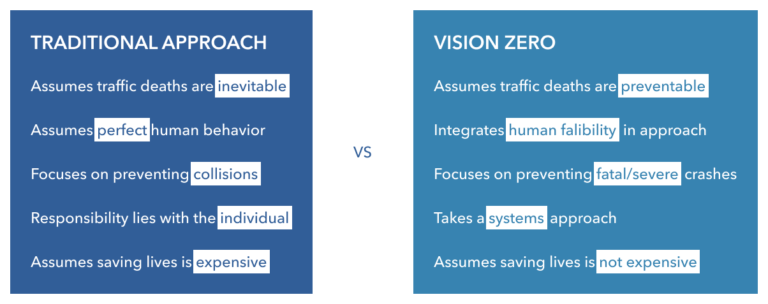 TRADITIONAL APPROACH
Assumes traffic deaths are inevitable
Assumes perfect human behavior
Focuses on preventing collisions
Responsibility lies with the individual
Assumes saving lives is expensive
VS
VISION ZERO
Assumes traffic deaths are preventable
Integrates human falibility in approach
Focuses on preventing fatal/severe crashes
Takes a systems approach
Assumes saving lives is not expensive